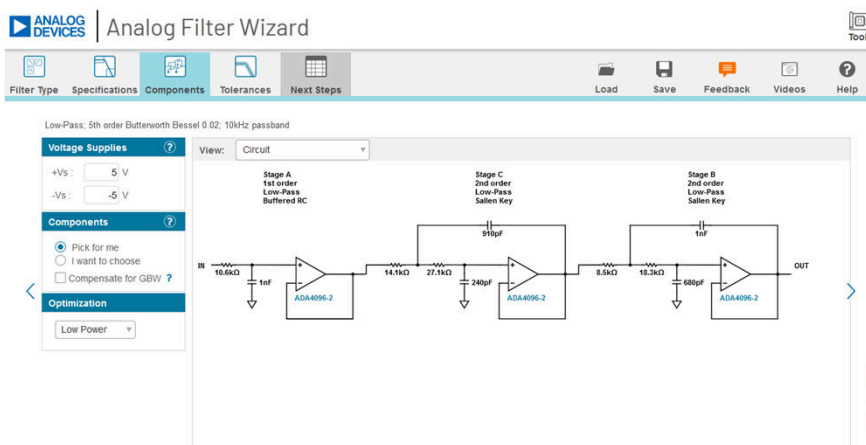 ANALOG DEVICES
Analog Filter Wizard
Filter Type
Specifications
Components
Tolerances
Next Steps
Load
Save
Feedback
Videos
Help
Low-Pass; 5th order Butterworth Bessel 0.02; 10kHz passband
Voltage Supplies ?
+Vs : 5 V
-Vs : -5 V
Components ?
Pick for me
I want to choose
Compensate for GBW ?
Optimization
Low Power
View: Circuit
Stage A
1st order
Low-Pass
Buffered RC
Stage C
2nd order
Low-Pass
Sallen Key
Stage B
2nd order
Low-Pass
Sallen Key
IN
10.6kΩ
1nF
ADA4096-2
14.1kΩ
27.1kΩ
910pF
240pF
ADA4096-2
8.5kΩ
18.3kΩ
1nF
680pF
ADA4096-2
OUT